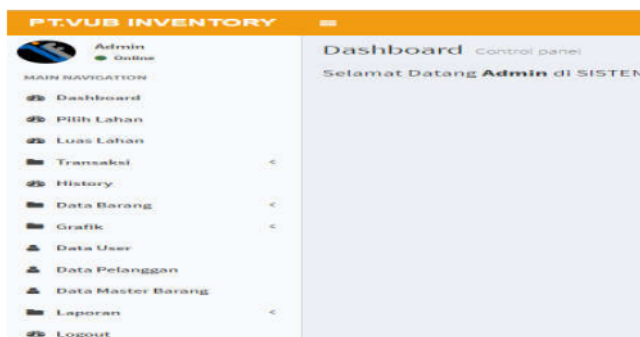 PT.VUB INVENTORY
Admin
Online
MAIN NAVIGATION
Dashboard
Pilih Lahan
Luas Lahan
Transaksi
History
Data Barang
Grafik
Data User
Data Pelanggan
Data Master Barang
Laporan
Logout
Dashboard Control panel
Selamat Datang Admin di SISTEM